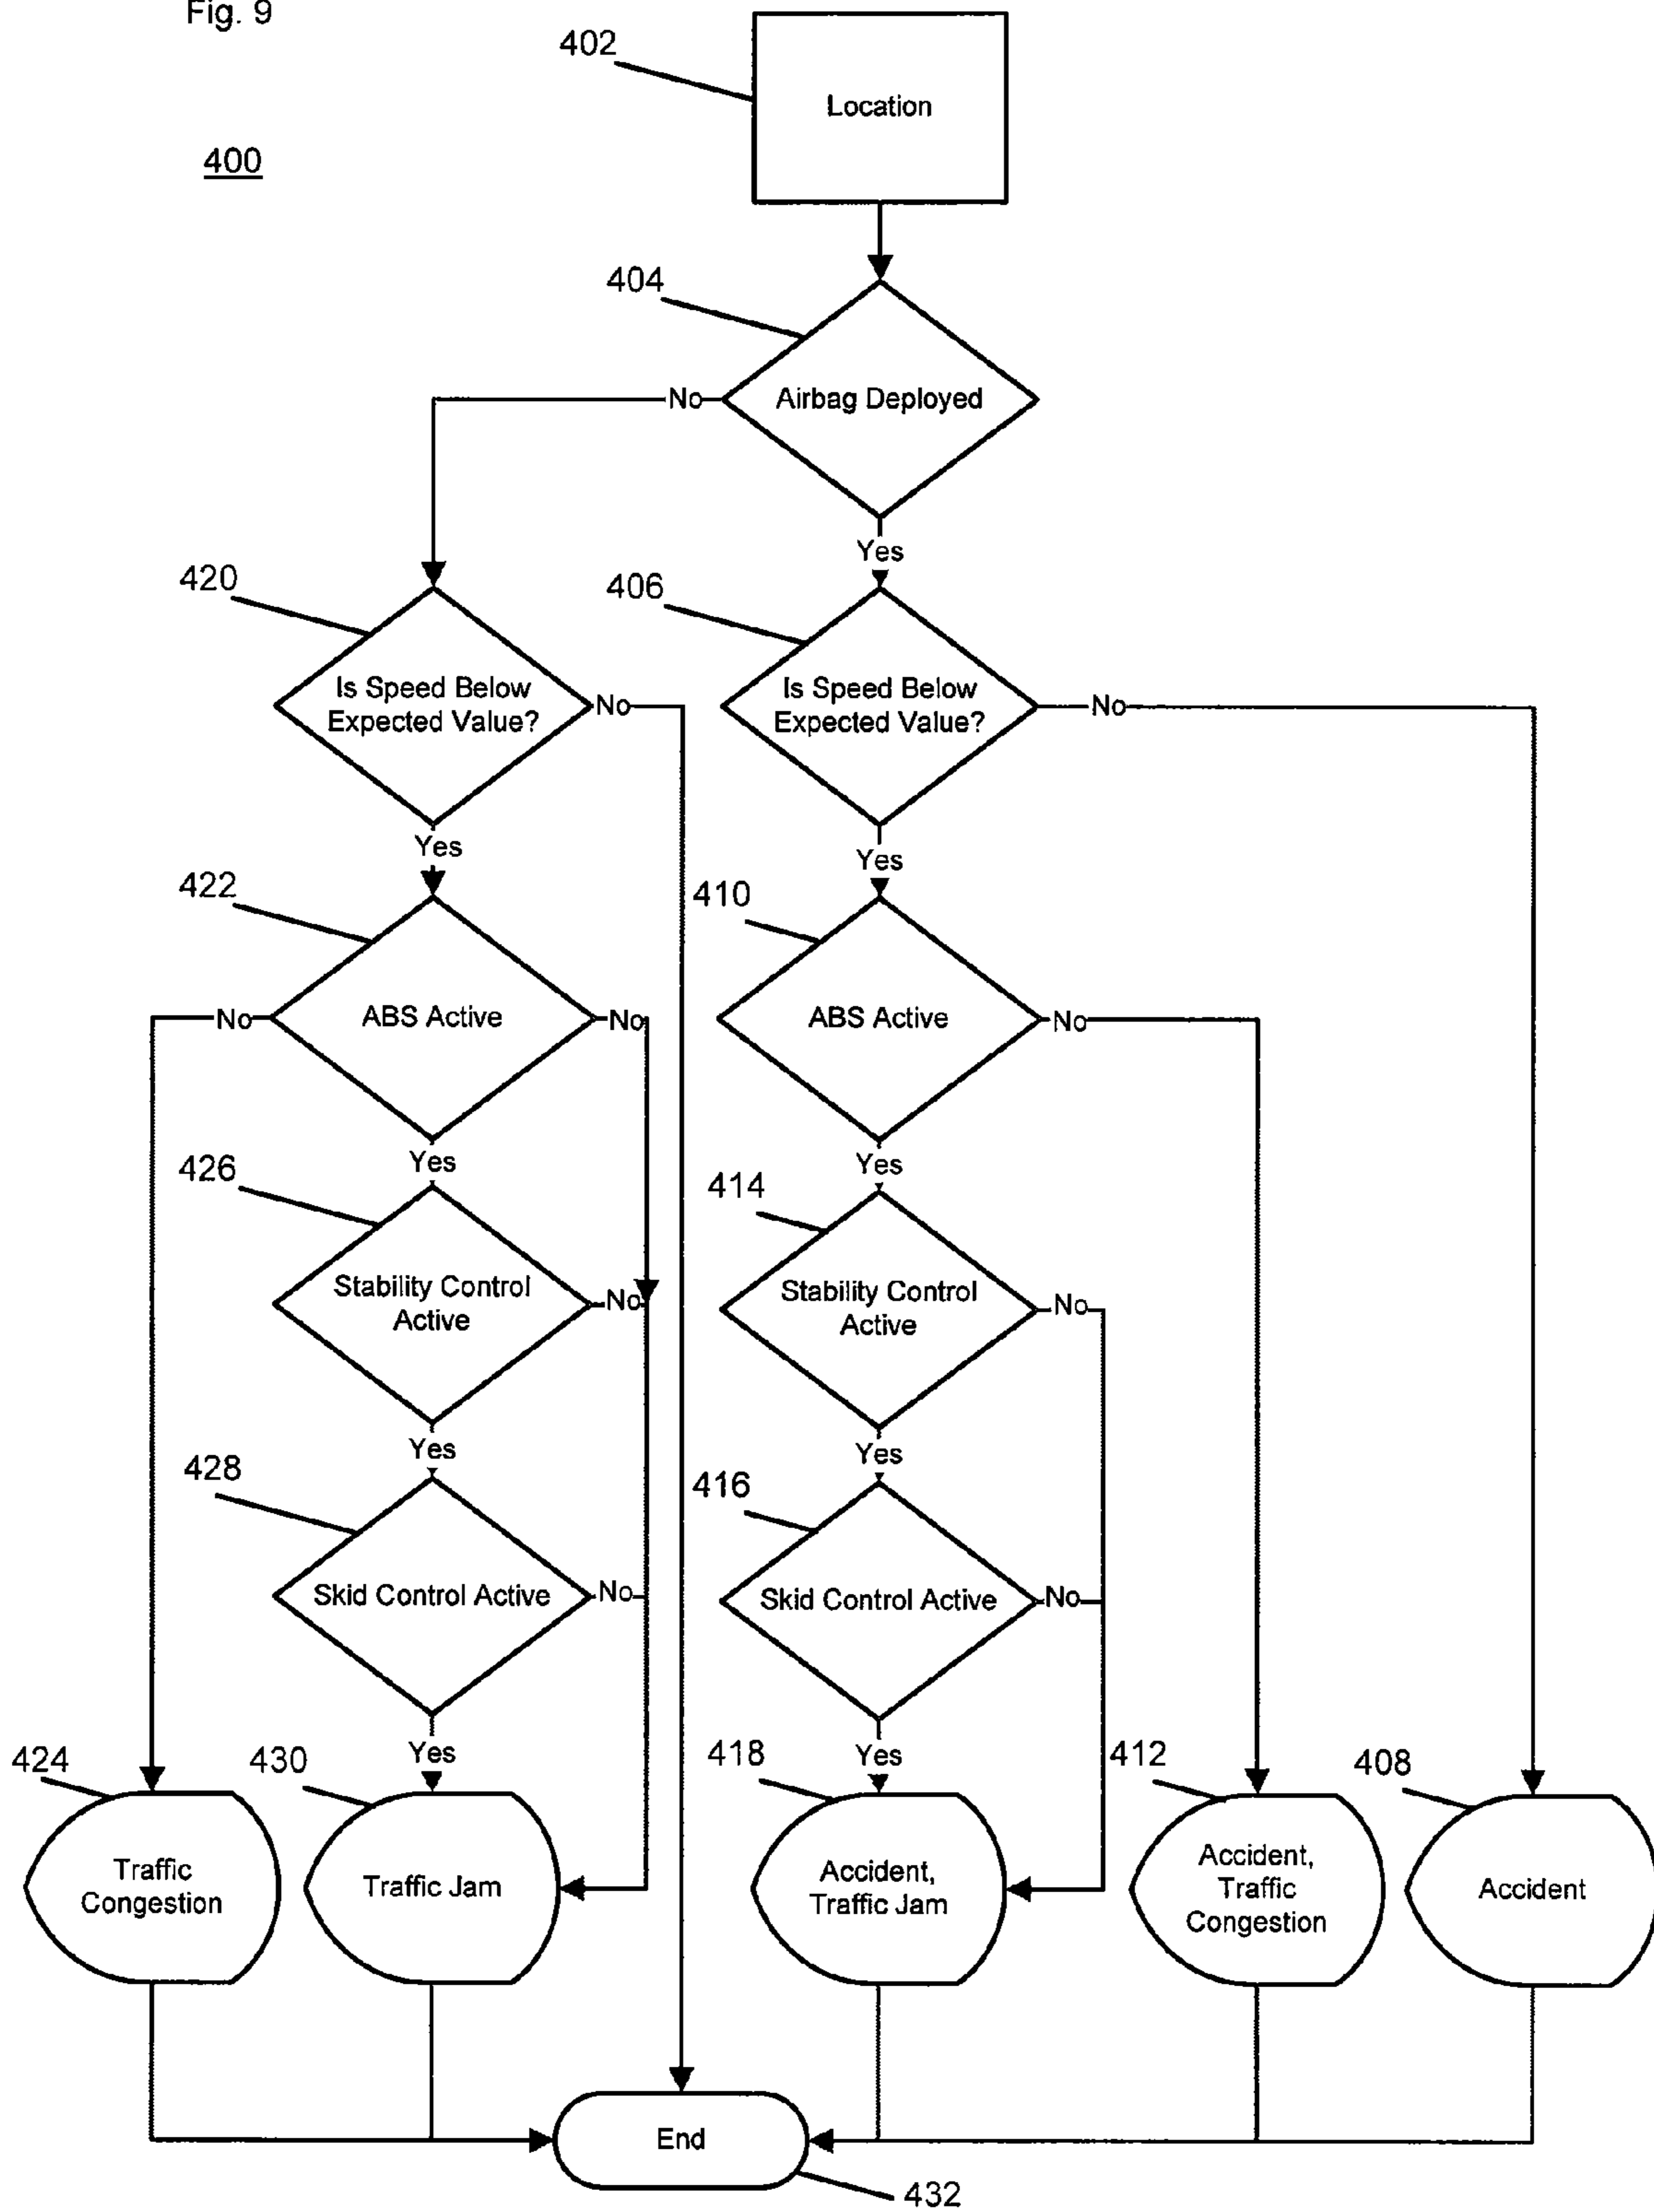 Fig. 9
402
Location
400
404
Airbag Deployed
No
Yes
420
406
Is Speed Below
Expected Value?
No
Is Speed Below
Expected Value?
No
Yes
Yes
422
410
No
ABS Active
No
ABS Active
No
Yes
Yes
426
414
Stability Control
Active
No
Stability Control
Active
No
Yes
Yes
428
416
Skid Control Active
No
Skid Control Active
No
Yes
Yes
424
430
418
412
408
Traffic
Congestion
Traffic Jam
Accident,
Traffic Jam
Accident,
Traffic
Congestion
Accident
End
432